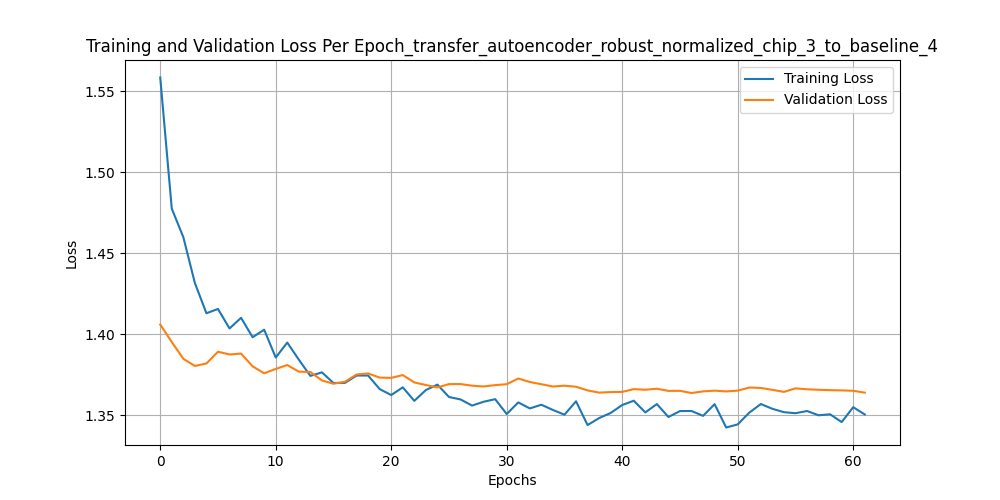 Training and Validation Loss Per Epoch_transfer_autoencoder_robust_normalized_chip_3_to_baseline_4
Training Loss
Validation Loss
1.55
1.50
1.45
1.40
1.35
Loss
0 10 20 30 40 50 60
Epochs